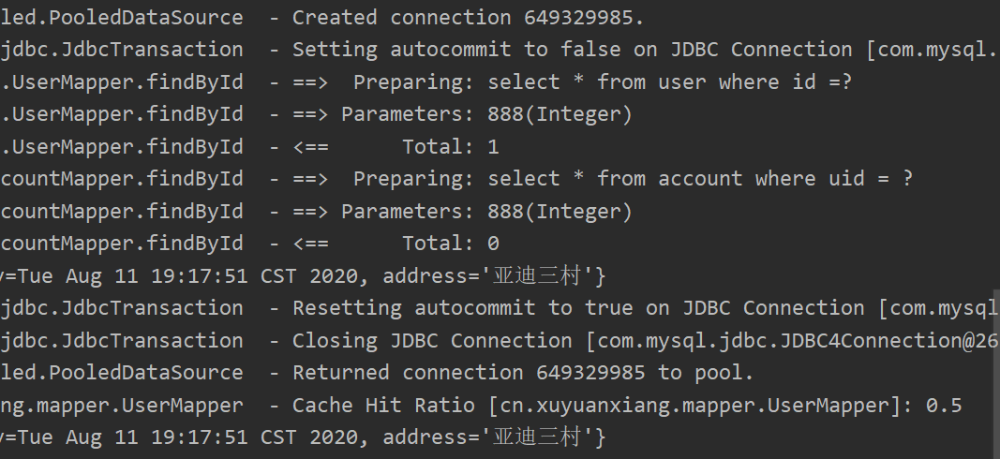 led.PooledDataSource  - Created connection 649329985.
jdbc.JdbcTransaction  - Setting autocommit to false on JDBC Connection [com.mysql.
.UserMapper.findById  - ==>  Preparing: select * from user where id =?
.UserMapper.findById  - ==> Parameters: 888(Integer)
.UserMapper.findById  - <==      Total: 1
countMapper.findById  - ==>  Preparing: select * from account where uid = ?
countMapper.findById  - ==> Parameters: 888(Integer)
countMapper.findById  - <==      Total: 0
y=Tue Aug 11 19:17:51 CST 2020, address='亚迪三村'}
jdbc.JdbcTransaction  - Resetting autocommit to true on JDBC Connection [com.mysql
jdbc.JdbcTransaction  - Closing JDBC Connection [com.mysql.jdbc.JDBC4Connection@26
led.PooledDataSource  - Returned connection 649329985 to pool.
ng.mapper.UserMapper  - Cache Hit Ratio [cn.xuyuanxiang.mapper.UserMapper]: 0.5
y=Tue Aug 11 19:17:51 CST 2020, address='亚迪三村'}